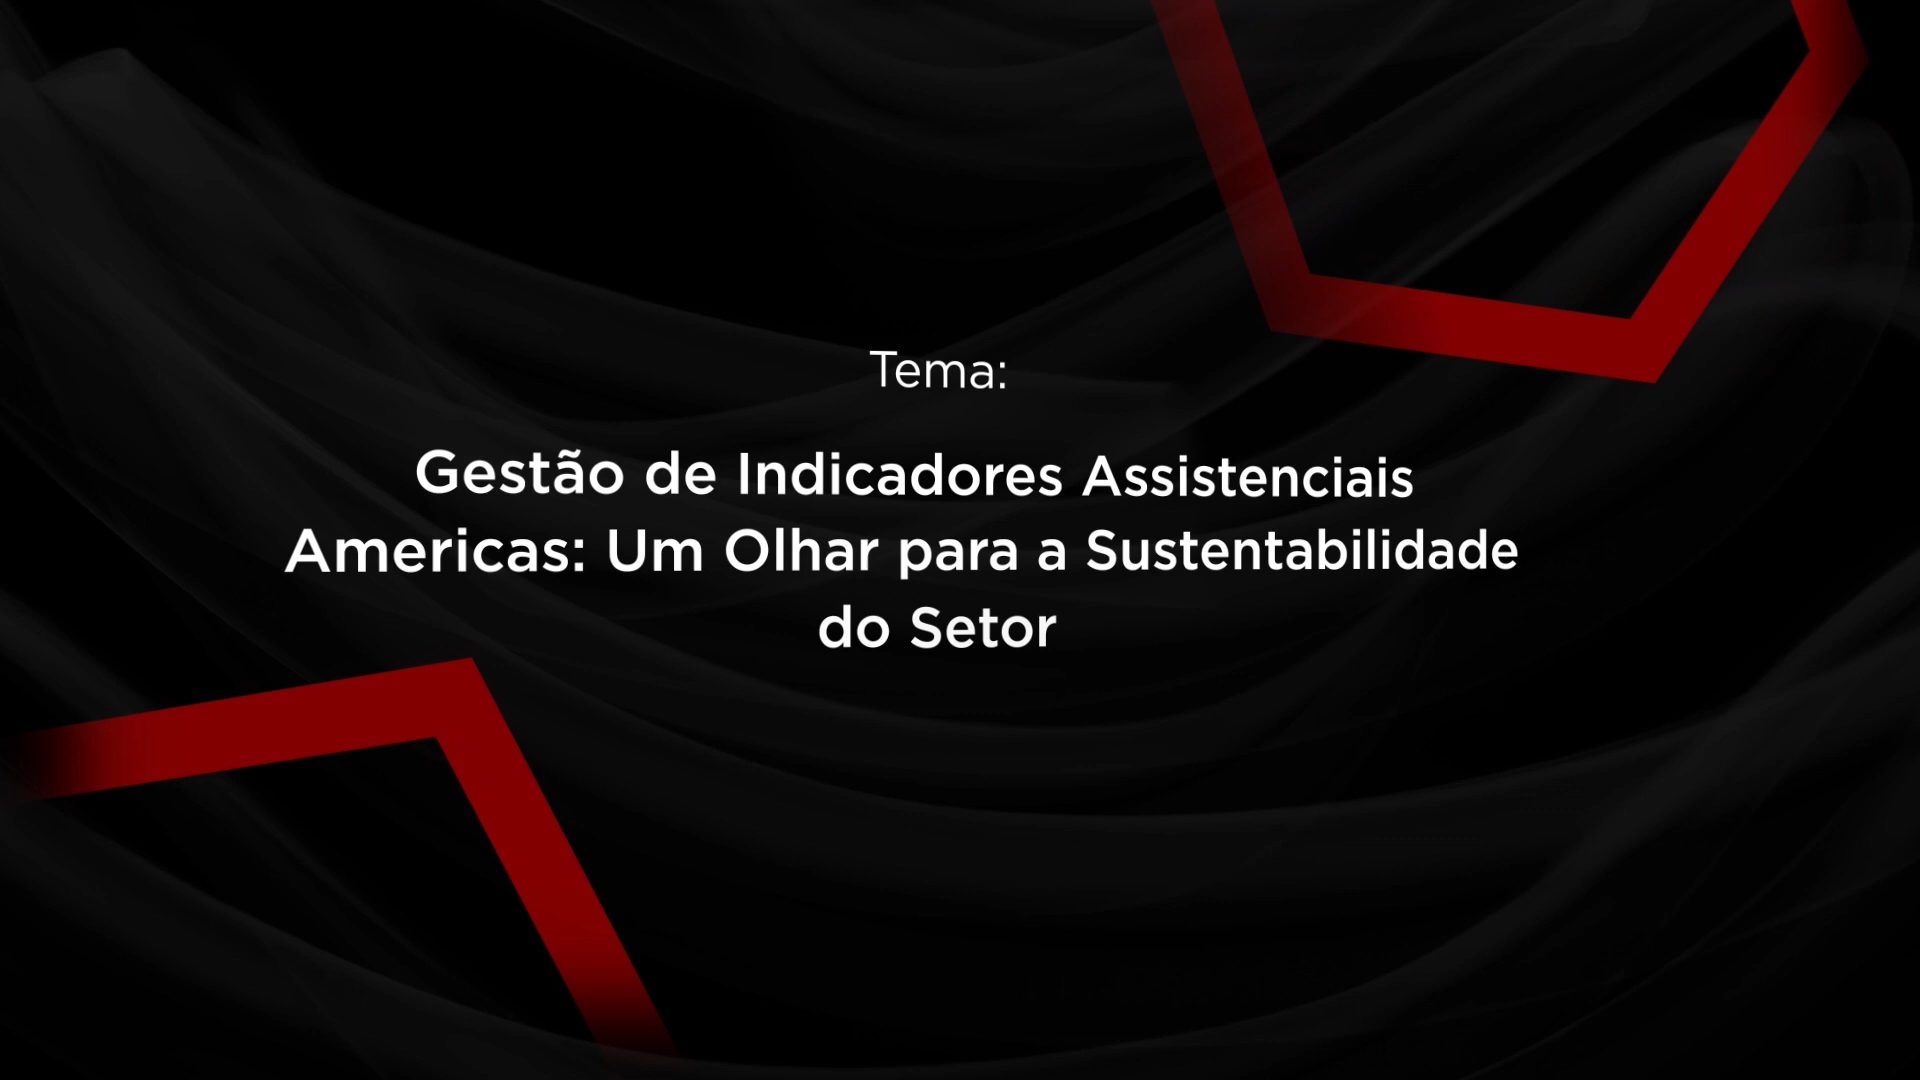 Tema:
Gestão de Indicadores Assistenciais
Americas: Um Olhar para a Sustentabilidade
do Setor